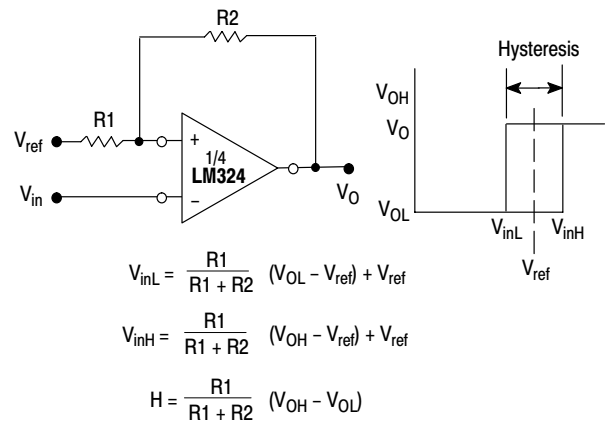 R2
Hysteresis
R1
V_OH
V_ref
+
1/4
LM324
V_O
V_in
−
V_O
V_OL
V_inL
V_inH
V_ref
V_inL = R1 / (R1 + R2) (V_OL – V_ref) + V_ref
V_inH = R1 / (R1 + R2) (V_OH – V_ref) + V_ref
H = R1 / (R1 + R2) (V_OH – V_OL)